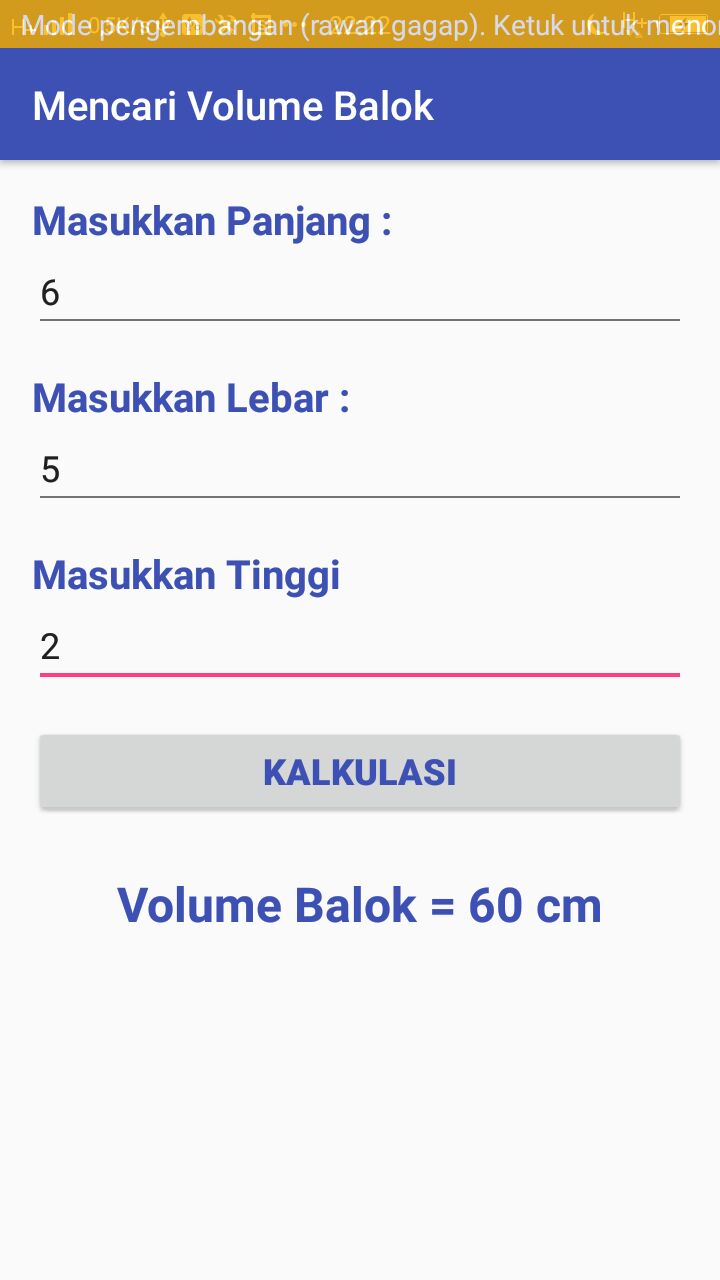 Mode pengembangan (rawan gagap). Ketuk untuk
Mencari Volume Balok
Masukkan Panjang :
6
Masukkan Lebar :
5
Masukkan Tinggi
2
KALKULASI
Volume Balok = 60 cm